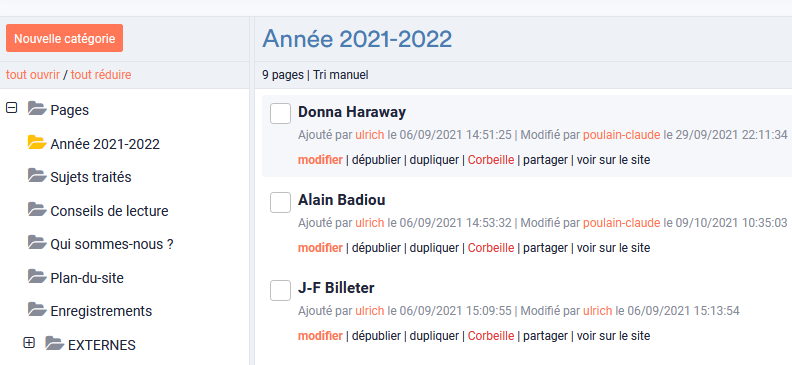 Nouvelle catégorie
tout ouvrir / tout réduire
Pages
Année 2021-2022
Sujets traités
Conseils de lecture
Qui sommes-nous ?
Plan-du-site
Enregistrements
EXTERNES
Année 2021-2022
9 pages | Tri manuel
Donna Haraway
Ajouté par ulrich le 06/09/2021 14:51:25 | Modifié par poulain-claude le 29/09/2021 22:11:34
modifier | dépublier | dupliquer | Corbeille | partager | voir sur le site
Alain Badiou
Ajouté par ulrich le 06/09/2021 14:53:32 | Modifié par poulain-claude le 09/10/2021 10:35:03
modifier | dépublier | dupliquer | Corbeille | partager | voir sur le site
J-F Billeter
Ajouté par ulrich le 06/09/2021 15:09:55 | Modifié par ulrich le 06/09/2021 15:13:54
modifier | dépublier | dupliquer | Corbeille | partager | voir sur le site